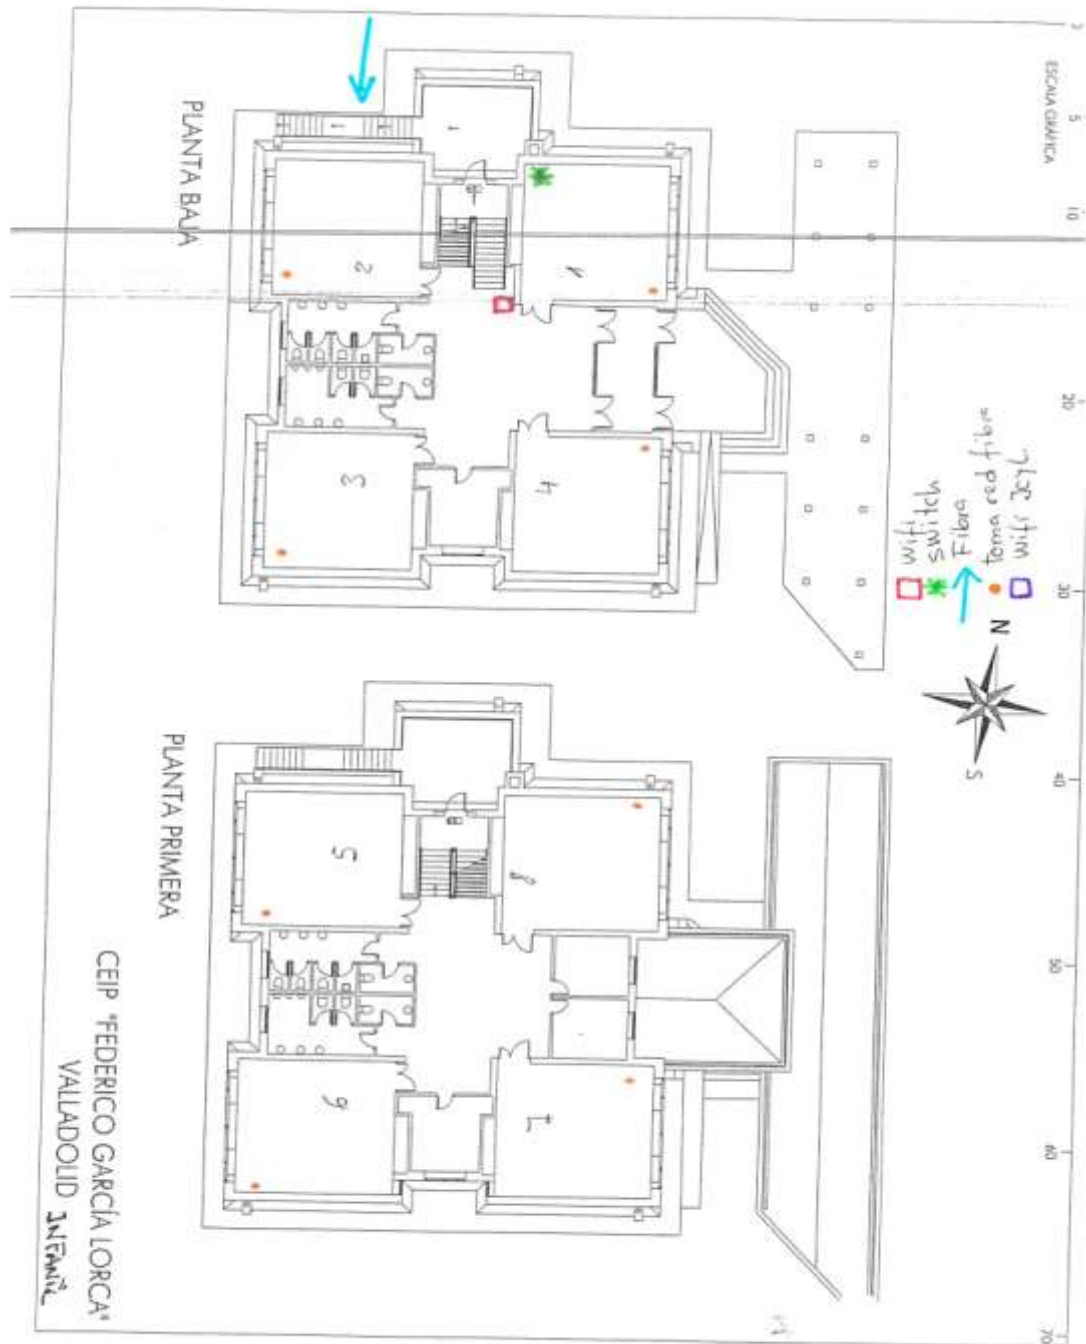 ESCALA GRÁFICA
5 10 20 30 40 50 60 70
wifi JCYL
toma red fibra
Fibra
switch
wifi
N
S
1 4
2 3
PLANTA BAJA
8 7
5 6
PLANTA PRIMERA
CEIP "FEDERICO GARCÍA LORCA"
VALLADOLID INFANTIL